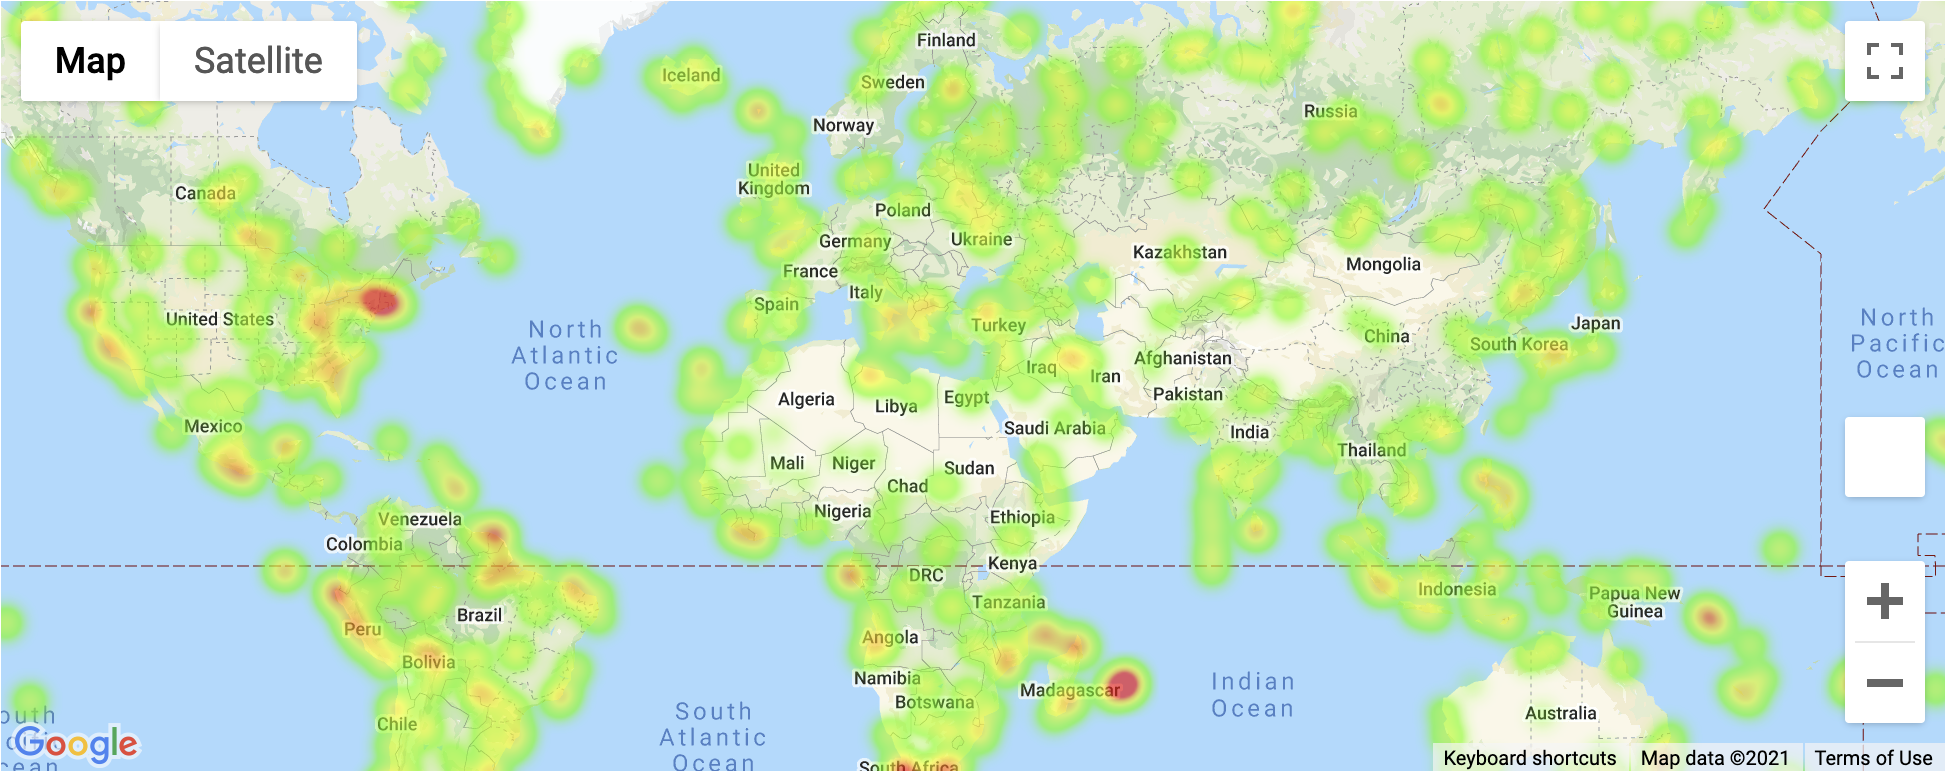 Map
Satellite
Iceland
Finland
Sweden
Norway
Russia
United
Kingdom
Canada
Poland
Germany
Ukraine
Kazakhstan
Mongolia
France
Italy
Spain
United States
Turkey
North
Atlantic
Ocean
Japan
South Korea
China
North
Pacific
Ocean
Afghanistan
Iraq
Iran
Pakistan
Algeria
Libya
Egypt
Mexico
Saudi Arabia
India
Thailand
Mali
Niger
Sudan
Chad
Nigeria
Ethiopia
Venezuela
Colombia
Kenya
DRC
Indonesia
Papua New
Guinea
Tanzania
Brazil
Peru
Angola
Bolivia
Namibia
Madagascar
Botswana
Indian
Ocean
Australia
Chile
South
Atlantic
Ocean
outh
cean
South Africa
Google
Keyboard shortcuts
Map data ©2021
Terms of Use